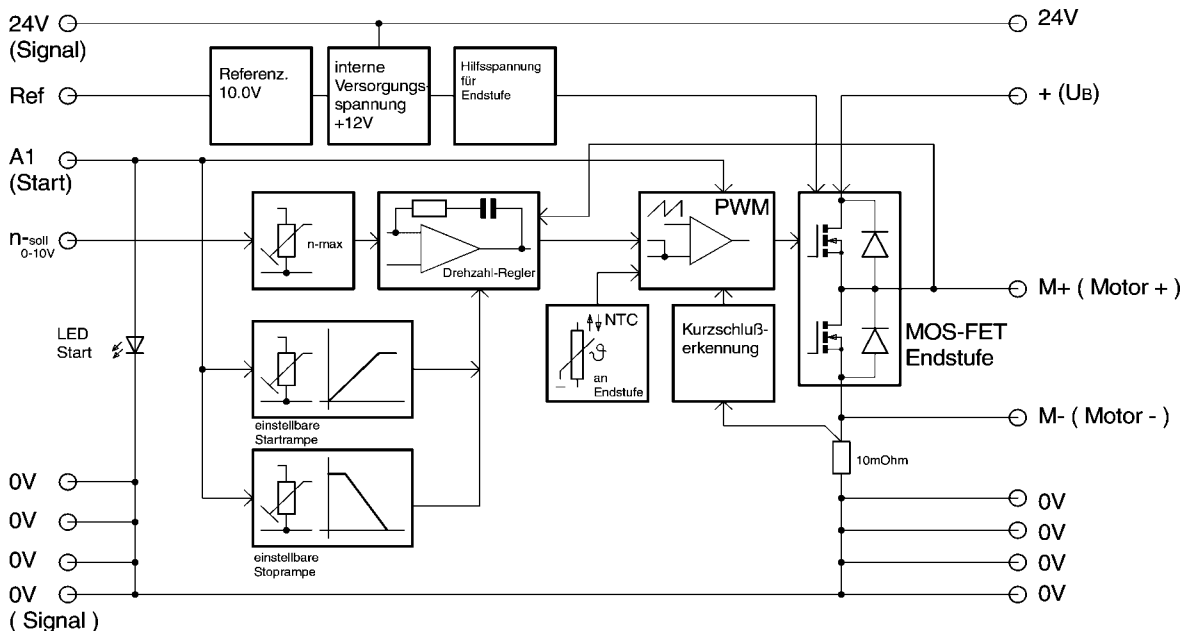 24V
(Signal)
24V
Referenz.
10.0V
interne
Versorgungs-
spannung
+12V
Hilfsspannung
für
Endstufe
Ref
+ (UB)
A1
(Start)
n-soll
0-10V
n-max
Drehzahl-Regler
PWM
M+ ( Motor + )
LED
Start
NTC
ϑ
an
Endstufe
Kurzschluß-
erkennung
MOS-FET
Endstufe
einstellbare
Startrampe
M- ( Motor - )
10mOhm
einstellbare
Stoprampe
0V
0V
0V
0V
( Signal )
0V
0V
0V
0V